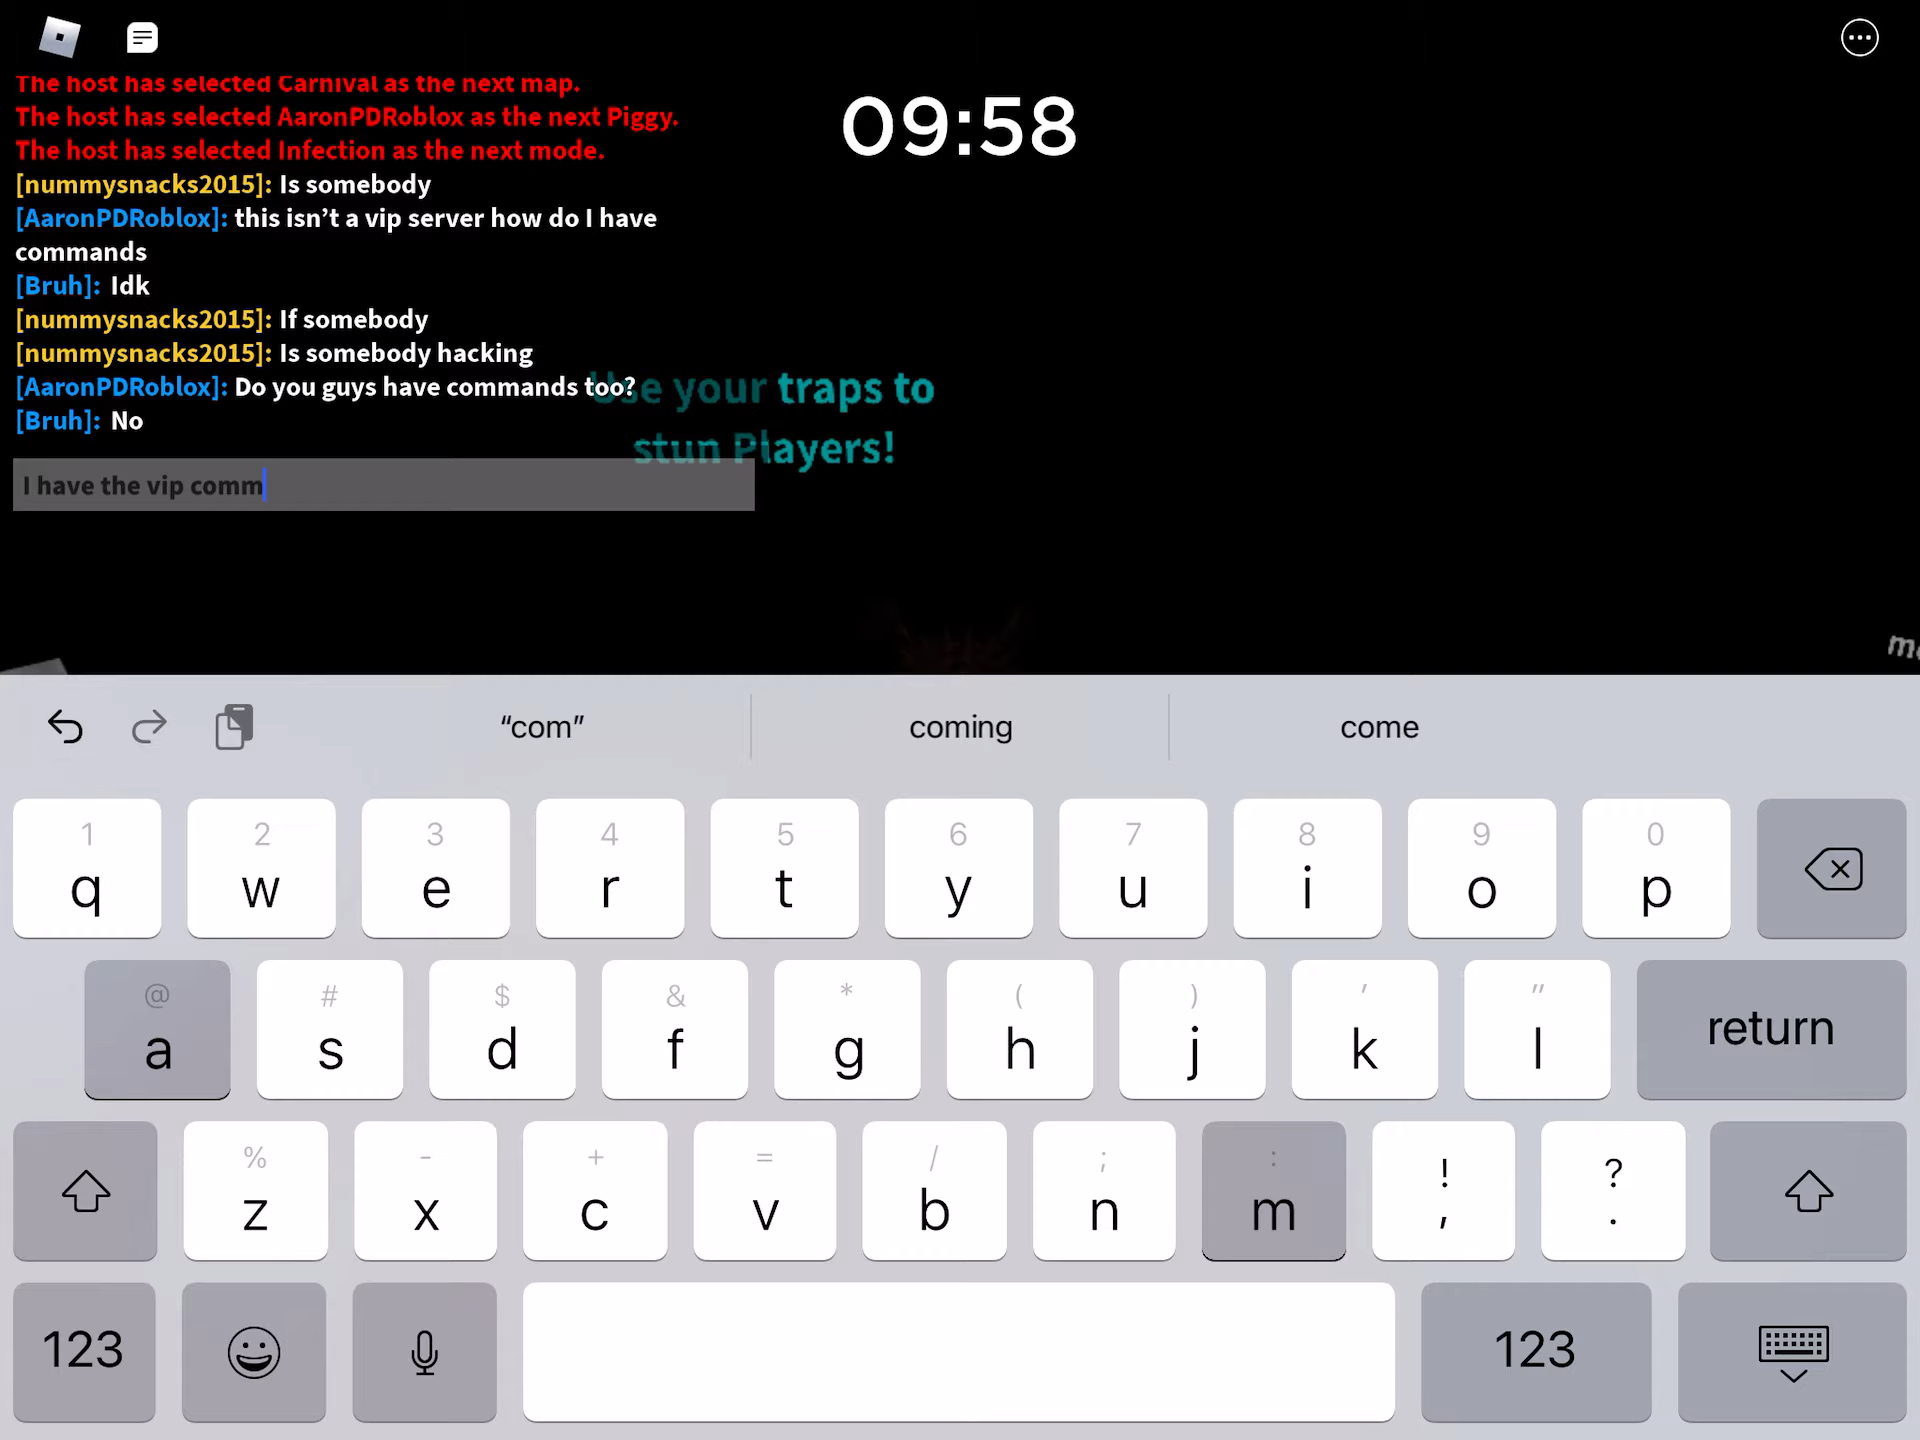 The host has selected Carnival as the next map.
09:58
The host has selected AaronPDRoblox as the next Piggy.
The host has selected Infection as the next mode.
[nummysnacks2015]: Is somebody
[AaronPDRoblox]: this isn’t a vip server how do I have
commands
[Bruh]: Idk
[nummysnacks2015]: If somebody
[nummysnacks2015]: Is somebody hacking
[AaronPDRoblox]: Do you guys have commands too?
Use your traps to
[Bruh]: No
stun Players!
I have the vip comm
“com” coming come
1 2 3 4 5 6 7 8 9 0
q w e r t y u i o p
@ # $ & * ( ) ' "
a s d f g h j k l return
% - + = / ; : ! ?
z x c v b n m , .
123 123